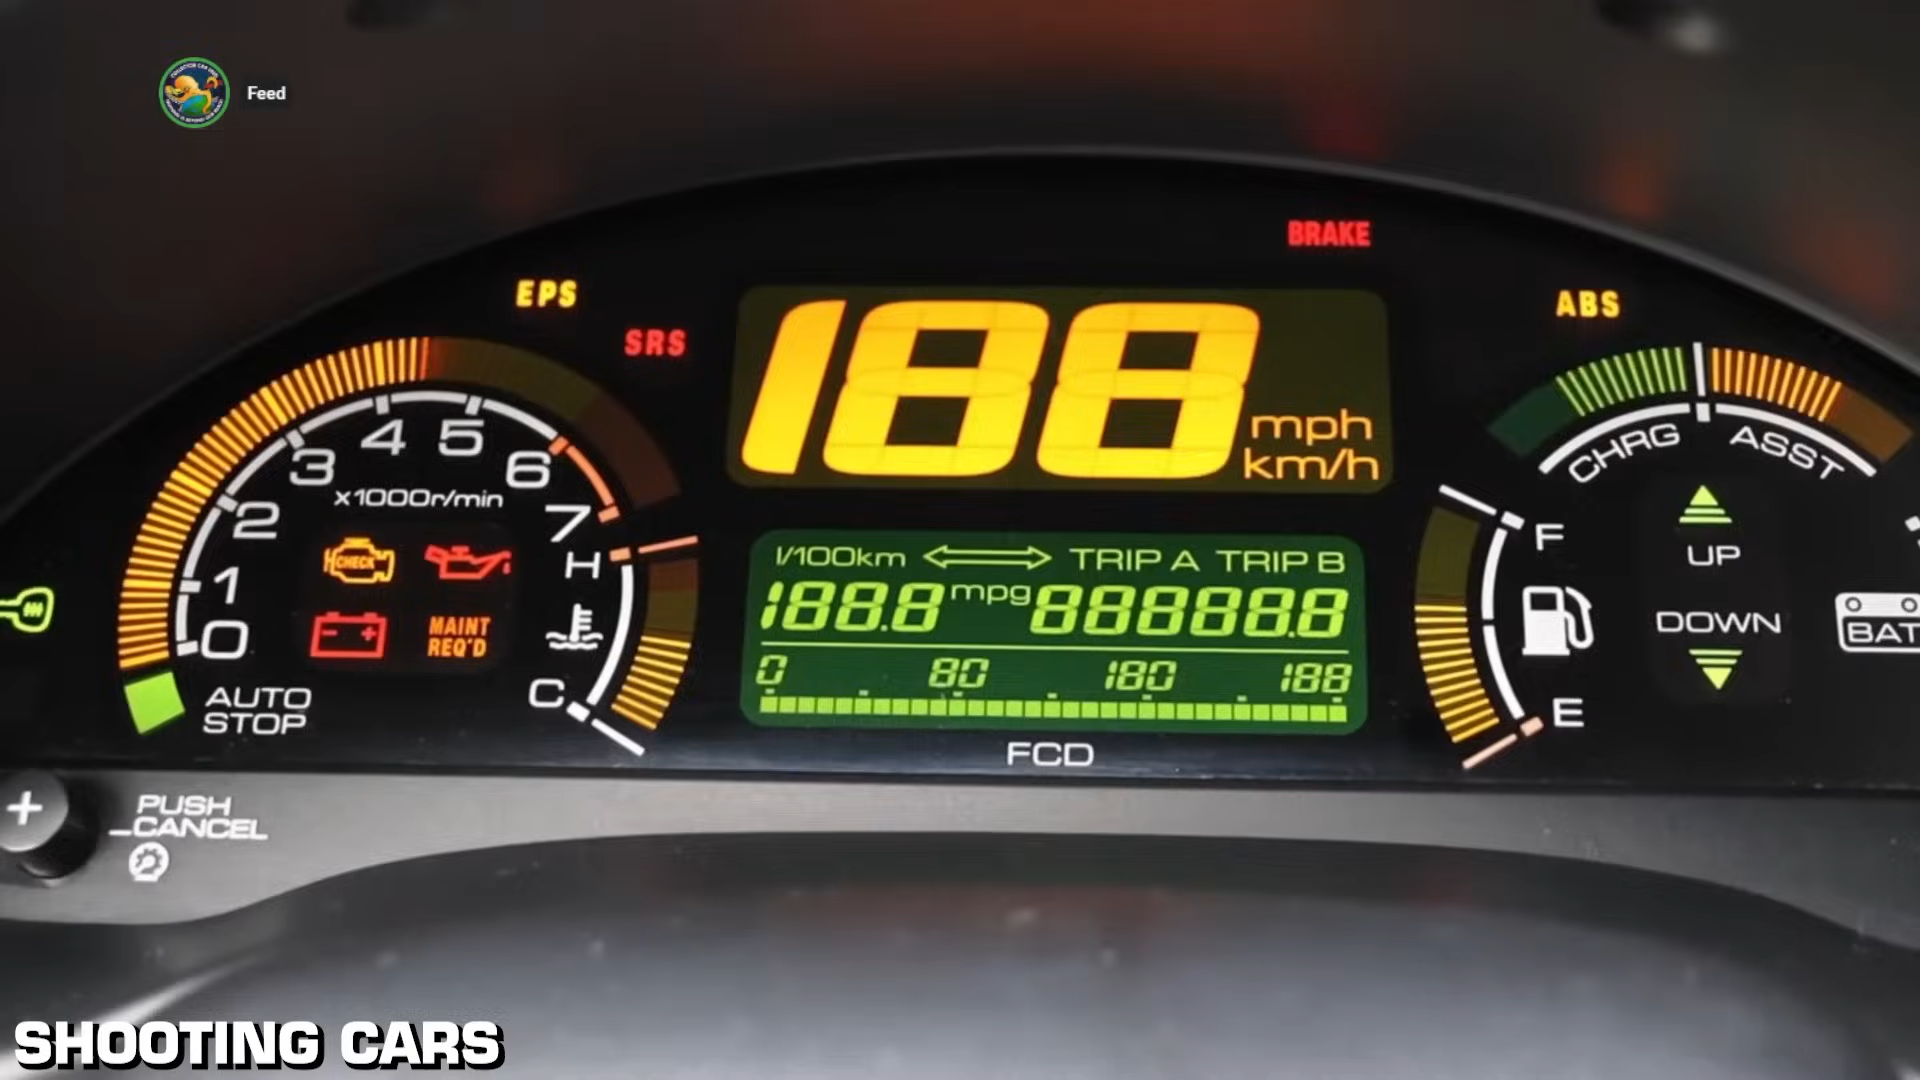 Feed
BRAKE
EPS
SRS
ABS
188
mph
km/h
0 1 2 3 4 5 6 7
x1000r/min
CHECK
MAINT
REQ'D
AUTO
STOP
H
C
l/100km TRIP A TRIP B
188.8 mpg 88888.8
0 80 180 188
FCD
CHRG ASST
F
E
UP
DOWN
BAT
PUSH
CANCEL
SHOOTING CARS